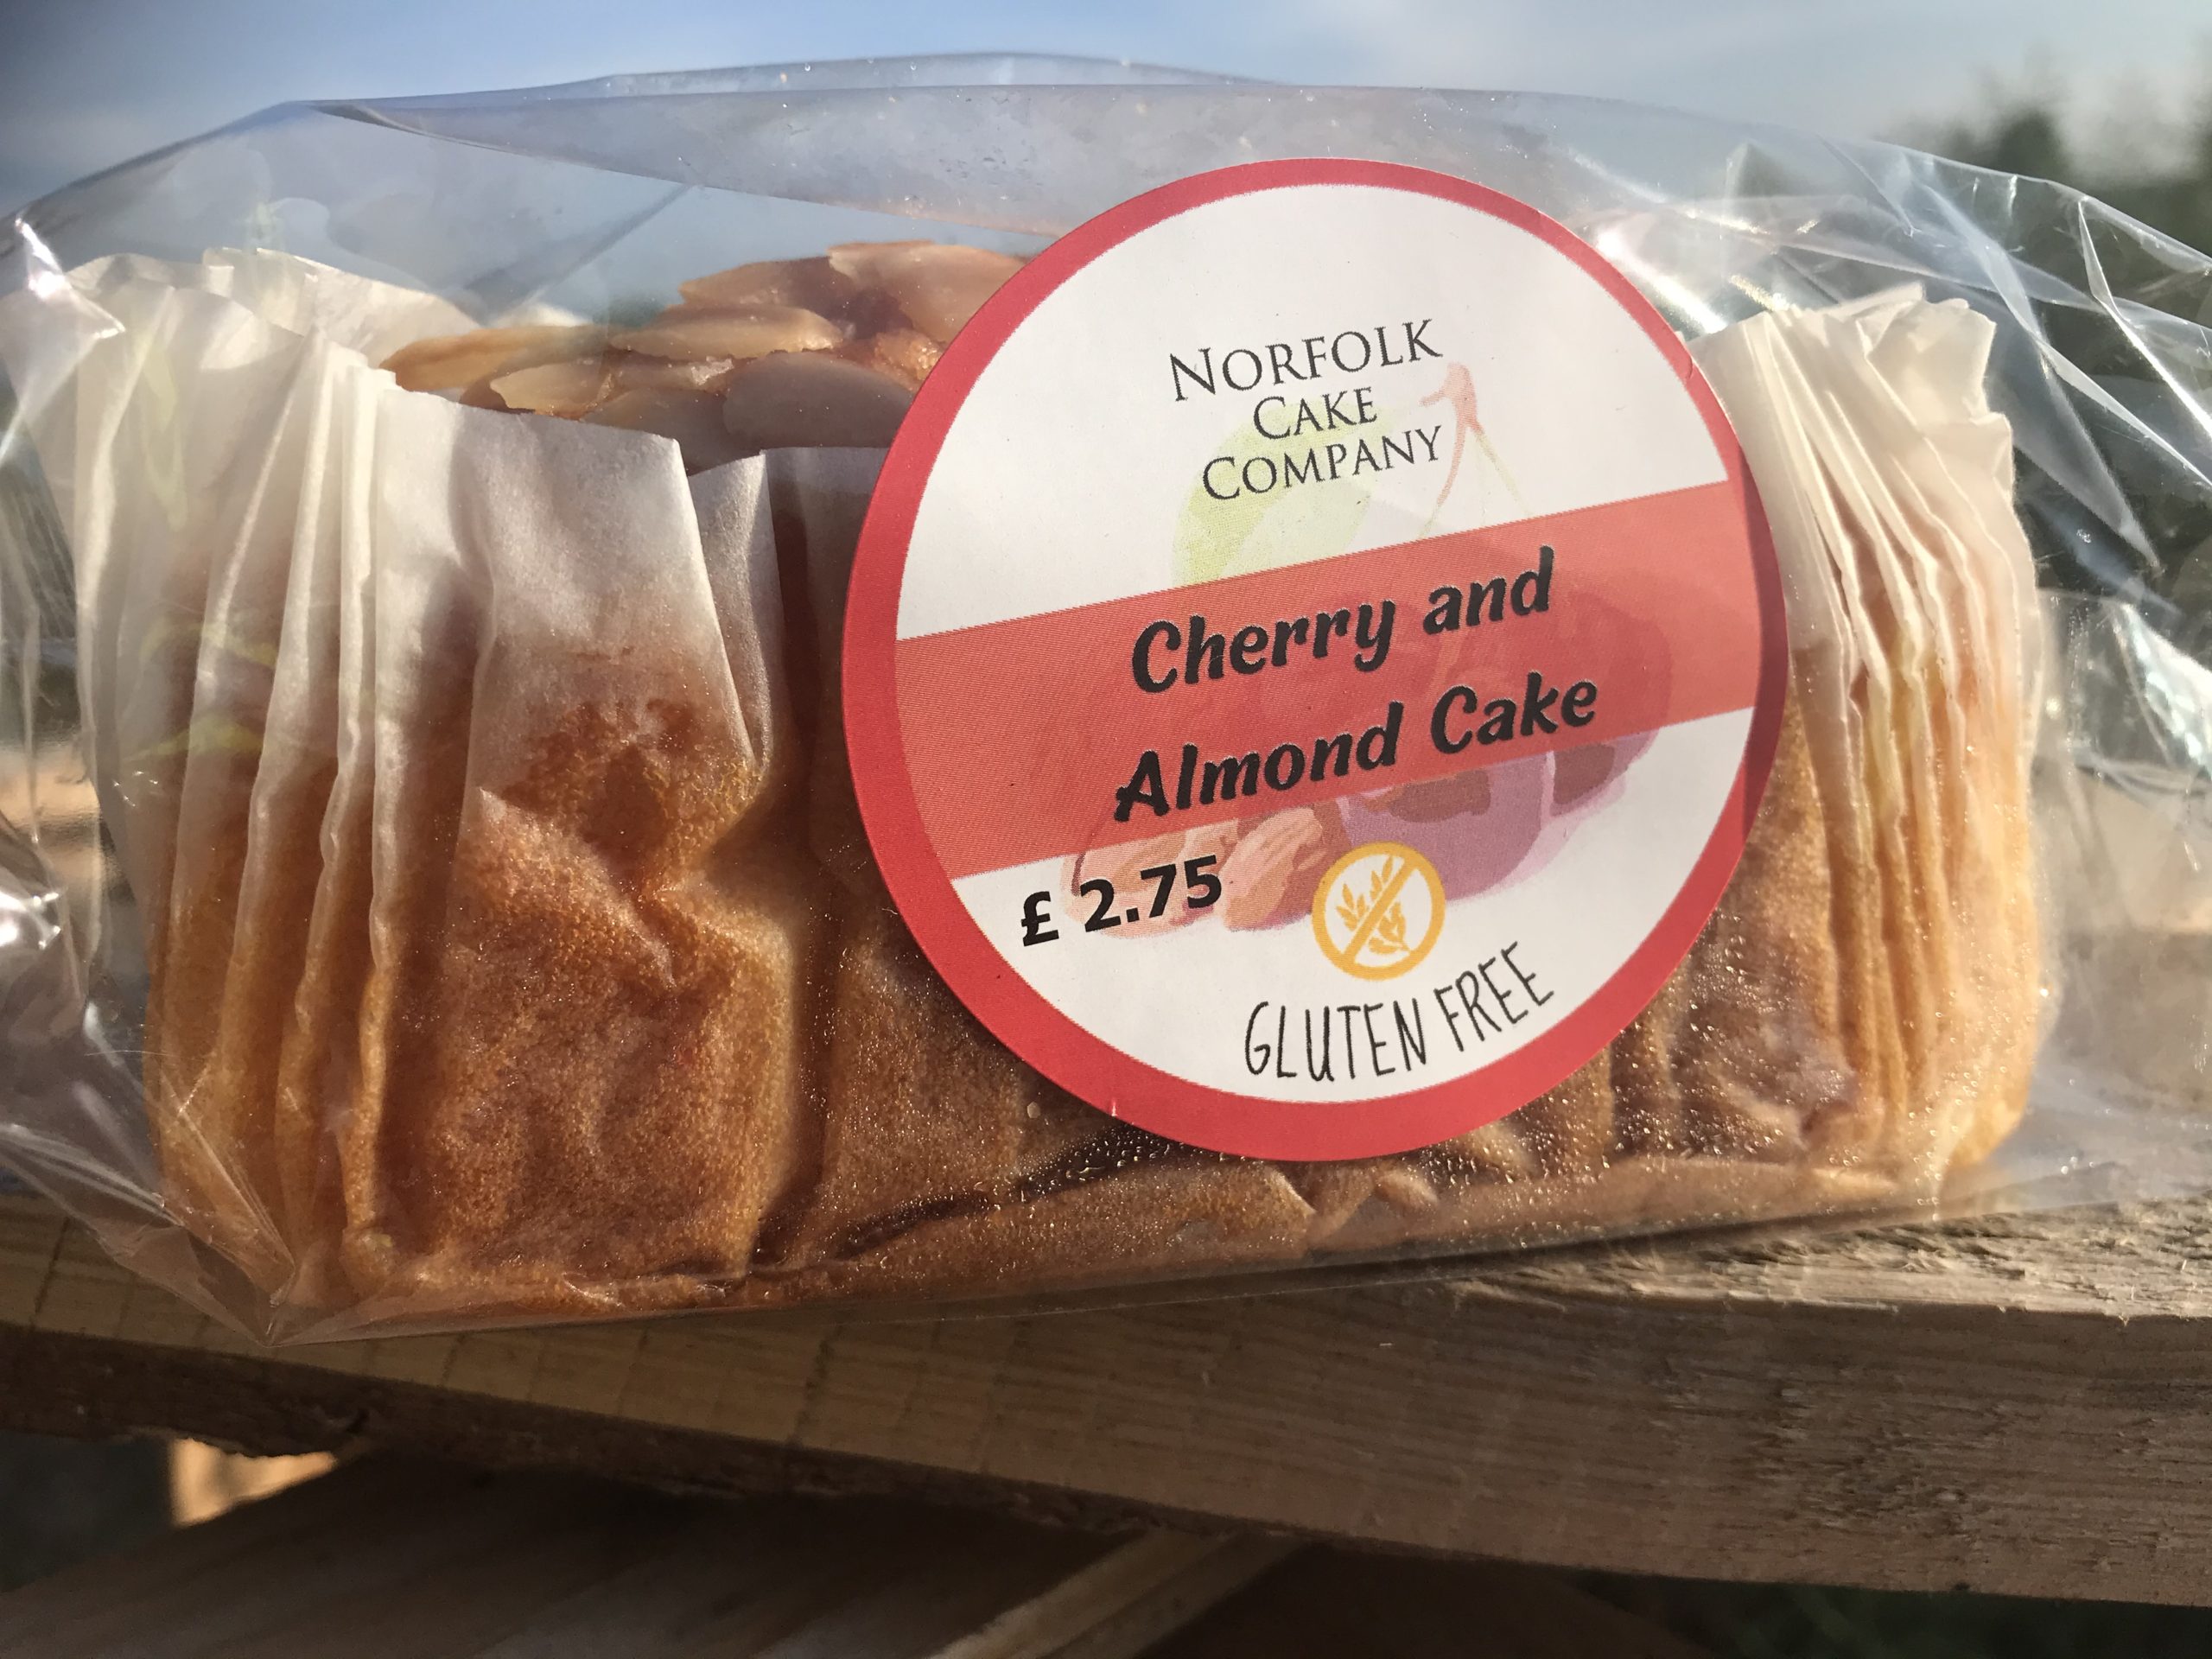 NORFOLK
CAKE
COMPANY
Cherry and
Almond Cake
£ 2.75
GLUTEN FREE